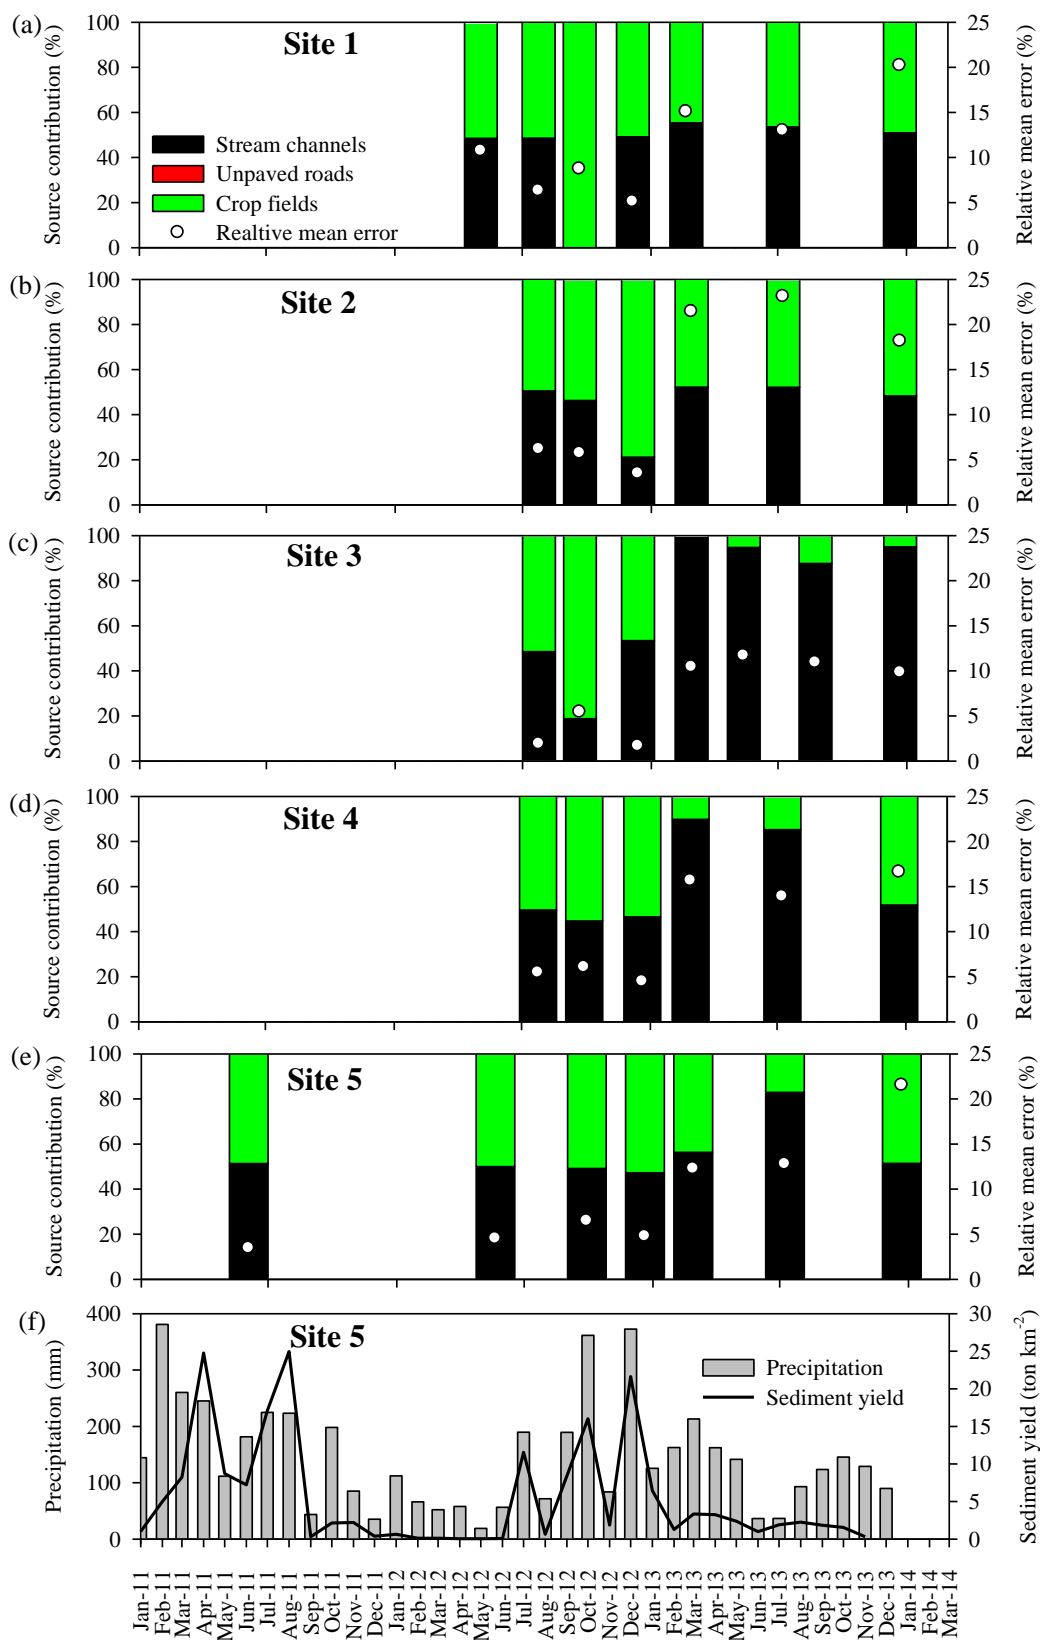 (a)
Site 1
Source contribution (%)
100
80
60
40
20
0
Stream channels
Unpaved roads
Crop fields
Realtive mean error
25
20
15
10
5
0
Relative mean error (%)
(b)
Site 2
Source contribution (%)
100
80
60
40
20
0
25
20
15
10
5
0
Relative mean error (%)
(c)
Site 3
Source contribution (%)
100
80
60
40
20
0
25
20
15
10
5
0
Relative mean error (%)
(d)
Site 4
Source contribution (%)
100
80
60
40
20
0
25
20
15
10
5
0
Relative mean error (%)
(e)
Site 5
Source contribution (%)
100
80
60
40
20
0
25
20
15
10
5
0
Relative mean error (%)
(f)
Site 5
Precipitation (mm)
400
300
200
100
0
Precipitation
Sediment yield
30
25
20
15
10
5
0
Sediment yield (ton km-2)
Jan-11
Feb-11
Mar-11
Apr-11
May-11
Jun-11
Jul-11
Aug-11
Sep-11
Oct-11
Nov-11
Dec-11
Jan-12
Feb-12
Mar-12
Apr-12
May-12
Jun-12
Jul-12
Aug-12
Sep-12
Oct-12
Nov-12
Dec-12
Jan-13
Feb-13
Mar-13
Apr-13
May-13
Jun-13
Jul-13
Aug-13
Sep-13
Oct-13
Nov-13
Dec-13
Jan-14
Feb-14
Mar-14